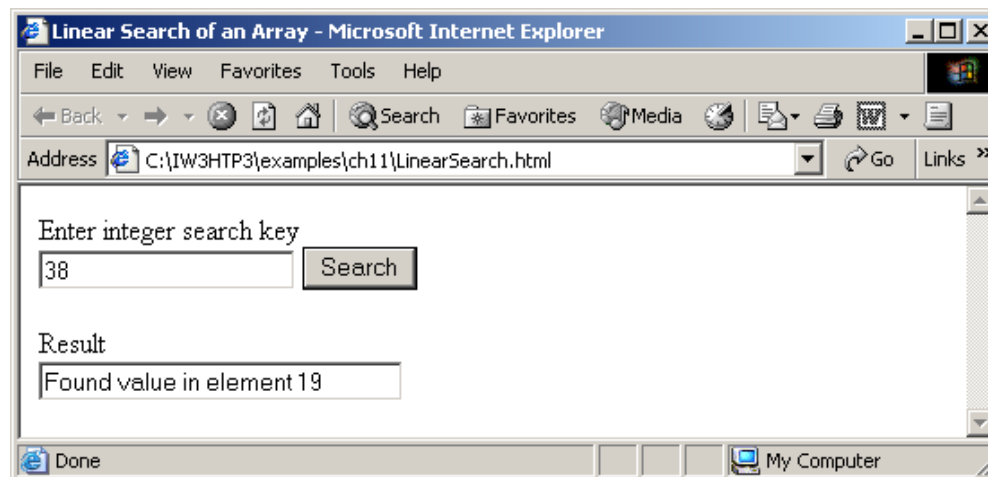 Linear Search of an Array - Microsoft Internet Explorer
File Edit View Favorites Tools Help
Back Search Favorites Media W
Address C:\IW3HTP3\examples\ch11\LinearSearch.html Go Links »
Enter integer search key
38 Search
Result
Found value in element 19
Done My Computer